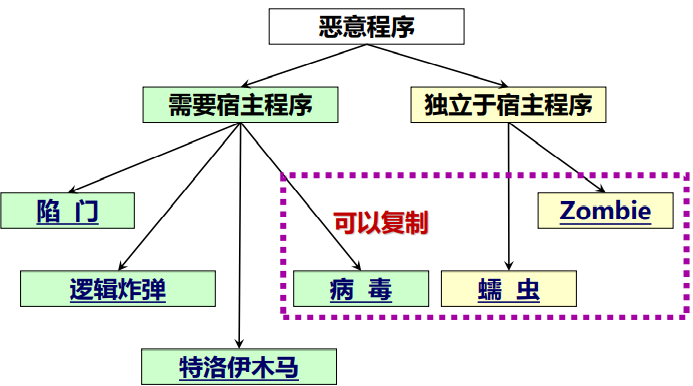 恶意程序
需要宿主程序
独立于宿主程序
陷 门
可以复制
Zombie
逻辑炸弹
病 毒
蠕 虫
特洛伊木马